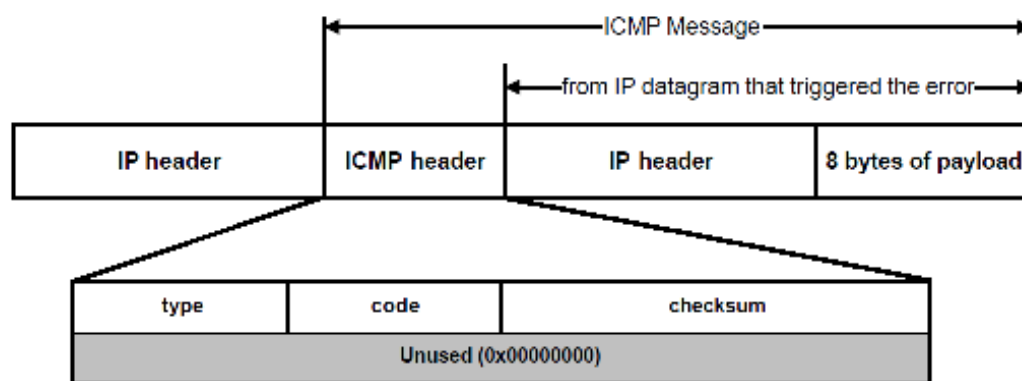 ICMP Message
from IP datagram that triggered the error
IP header ICMP header IP header 8 bytes of payload
type code checksum
Unused (0x00000000)